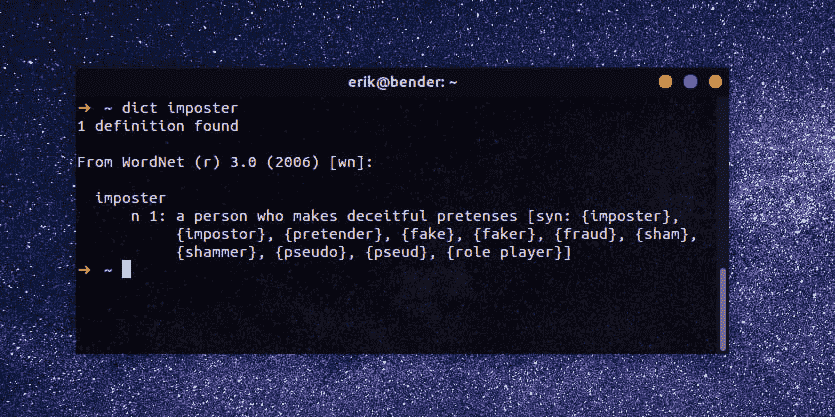 erik@bender: ~
→ ~ dict imposter
1 definition found
From WordNet (r) 3.0 (2006) [wn]:
imposter
n 1: a person who makes deceitful pretenses [syn: {imposter},
{impostor}, {pretender}, {fake}, {faker}, {fraud}, {sham},
{shammer}, {pseudo}, {pseud}, {role player}]
→ ~